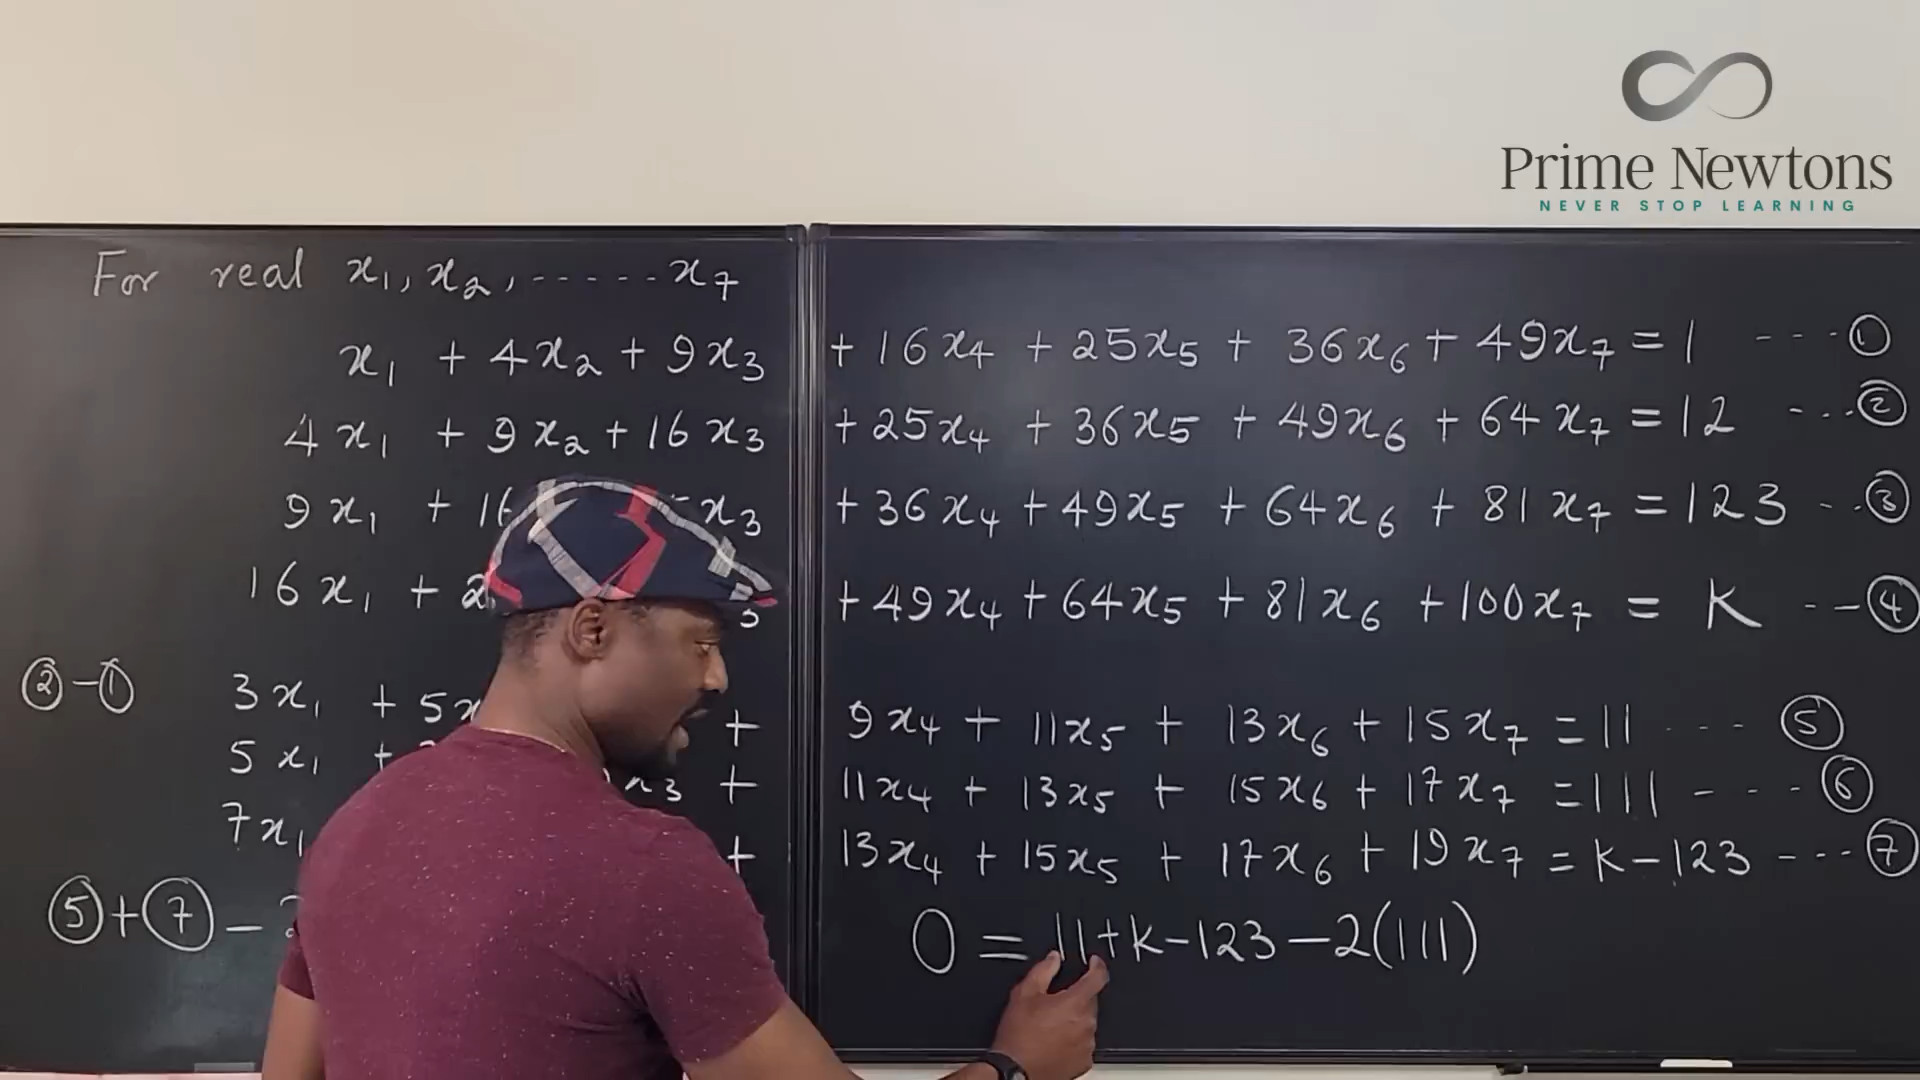 Prime Newtons
NEVER STOP LEARNING
For real x₁, x₂, ------ x₇
x₁ + 4x₂ + 9x₃ + 16x₄ + 25x₅ + 36x₆ + 49x₇ = 1 --- ①
4x₁ + 9x₂ + 16x₃ + 25x₄ + 36x₅ + 49x₆ + 64x₇ = 12 --- ②
9x₁ + 16 x₃ + 36x₄ + 49x₅ + 64x₆ + 81x₇ = 123 -- ③
16x₁ + 2 ₃ + 49x₄ + 64x₅ + 81x₆ + 100x₇ = K -- ④
②-① 3x₁ + 5x + 9x₄ + 11x₅ + 13x₆ + 15x₇ = 11 --- ⑤
5x₁ + x₃ + 11x₄ + 13x₅ + 15x₆ + 17x₇ = 111 ---- ⑥
7x₁ + 13x₄ + 15x₅ + 17x₆ + 19x₇ = K-123 --- ⑦
⑤+⑦- 0 = 11+K-123-2(111)